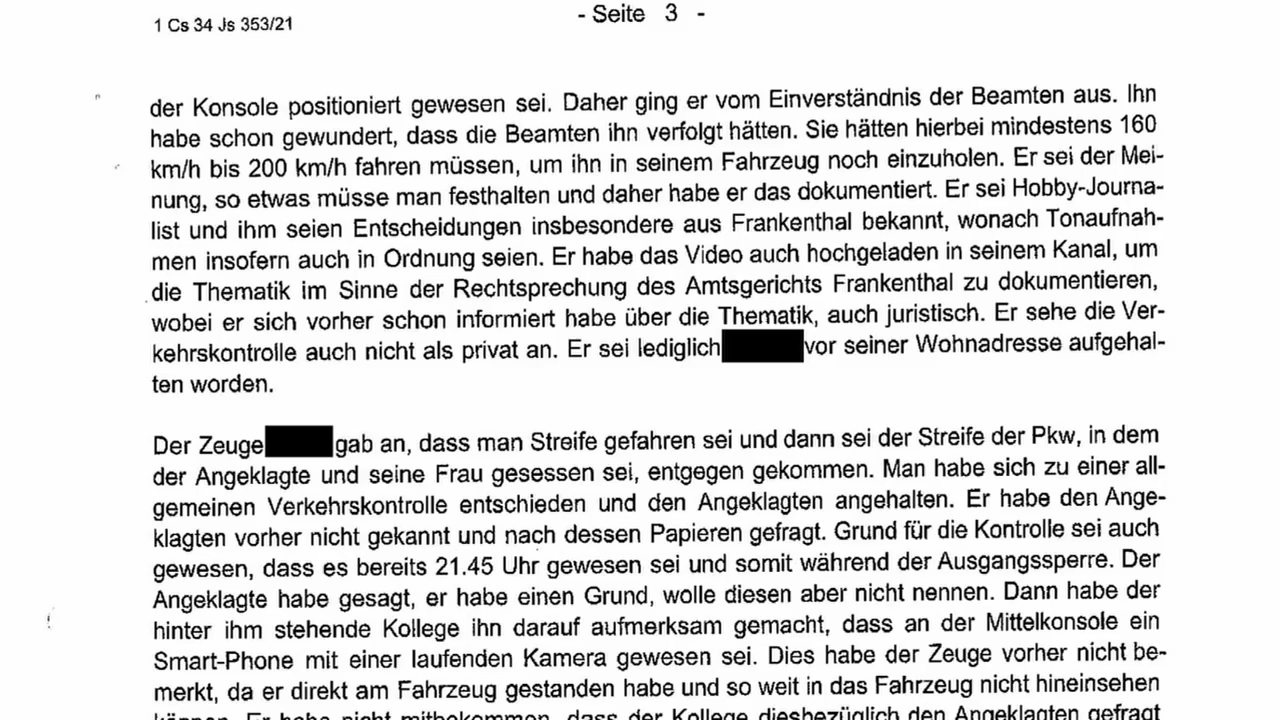 1 Cs 34 Js 353/21
- Seite 3 -
der Konsole positioniert gewesen sei. Daher ging er vom Einverständnis der Beamten aus. Ihn
habe schon gewundert, dass die Beamten ihn verfolgt hätten. Sie hätten hierbei mindestens 160
km/h bis 200 km/h fahren müssen, um ihn in seinem Fahrzeug noch einzuholen. Er sei der Mei-
nung, so etwas müsse man festhalten und daher habe er das dokumentiert. Er sei Hobby-Journa-
list und ihm seien Entscheidungen insbesondere aus Frankenthal bekannt, wonach Tonaufnah-
men insofern auch in Ordnung seien. Er habe das Video auch hochgeladen in seinem Kanal, um
die Thematik im Sinne der Rechtsprechung des Amtsgerichts Frankenthal zu dokumentieren,
wobei er sich vorher schon informiert habe über die Thematik, auch juristisch. Er sehe die Ver-
kehrskontrolle auch nicht als privat an. Er sei lediglich vor seiner Wohnadresse aufgehal-
ten worden.
Der Zeuge gab an, dass man Streife gefahren sei und dann sei der Streife der Pkw, in dem
der Angeklagte und seine Frau gesessen sei, entgegen gekommen. Man habe sich zu einer all-
gemeinen Verkehrskontrolle entschieden und den Angeklagten angehalten. Er habe den Ange-
klagten vorher nicht gekannt und nach dessen Papieren gefragt. Grund für die Kontrolle sei auch
gewesen, dass es bereits 21.45 Uhr gewesen sei und somit während der Ausgangssperre. Der
Angeklagte habe gesagt, er habe einen Grund, wolle diesen aber nicht nennen. Dann habe der
hinter ihm stehende Kollege ihn darauf aufmerksam gemacht, dass an der Mittelkonsole ein
Smart-Phone mit einer laufenden Kamera gewesen sei. Dies habe der Zeuge vorher nicht be-
merkt, da er direkt am Fahrzeug gestanden habe und so weit in das Fahrzeug nicht hineinsehen
können. Er habe nicht mitbekommen, dass der Kollege diesbezüglich den Angeklagten gefragt